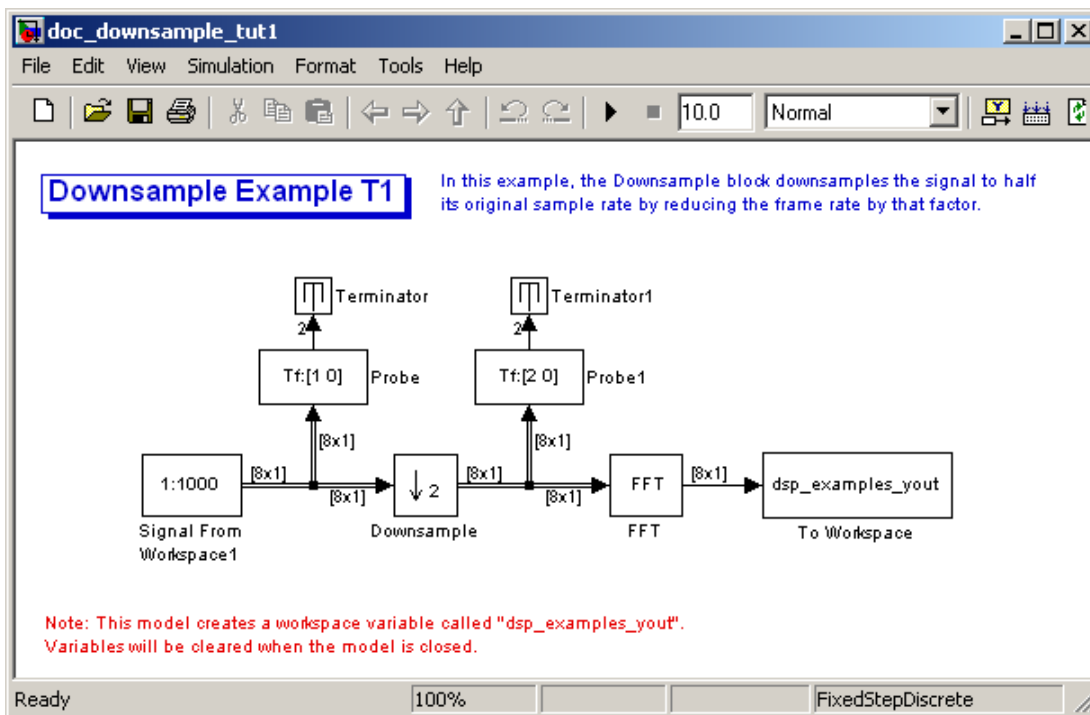 doc_downsample_tut1
File Edit View Simulation Format Tools Help
10.0 Normal
Downsample Example T1
In this example, the Downsample block downsamples the signal to half
its original sample rate by reducing the frame rate by that factor.
Terminator
Terminator1
2
2
Tf:[1 0]
Probe
Tf:[2 0]
Probe1
[8x1]
[8x1]
1:1000
[8x1]
[8x1]
2
[8x1]
[8x1]
FFT
[8x1]
dsp_examples_yout
Signal From
Workspace1
Downsample
FFT
To Workspace
Note: This model creates a workspace variable called "dsp_examples_yout".
Variables will be cleared when the model is closed.
Ready 100% FixedStepDiscrete